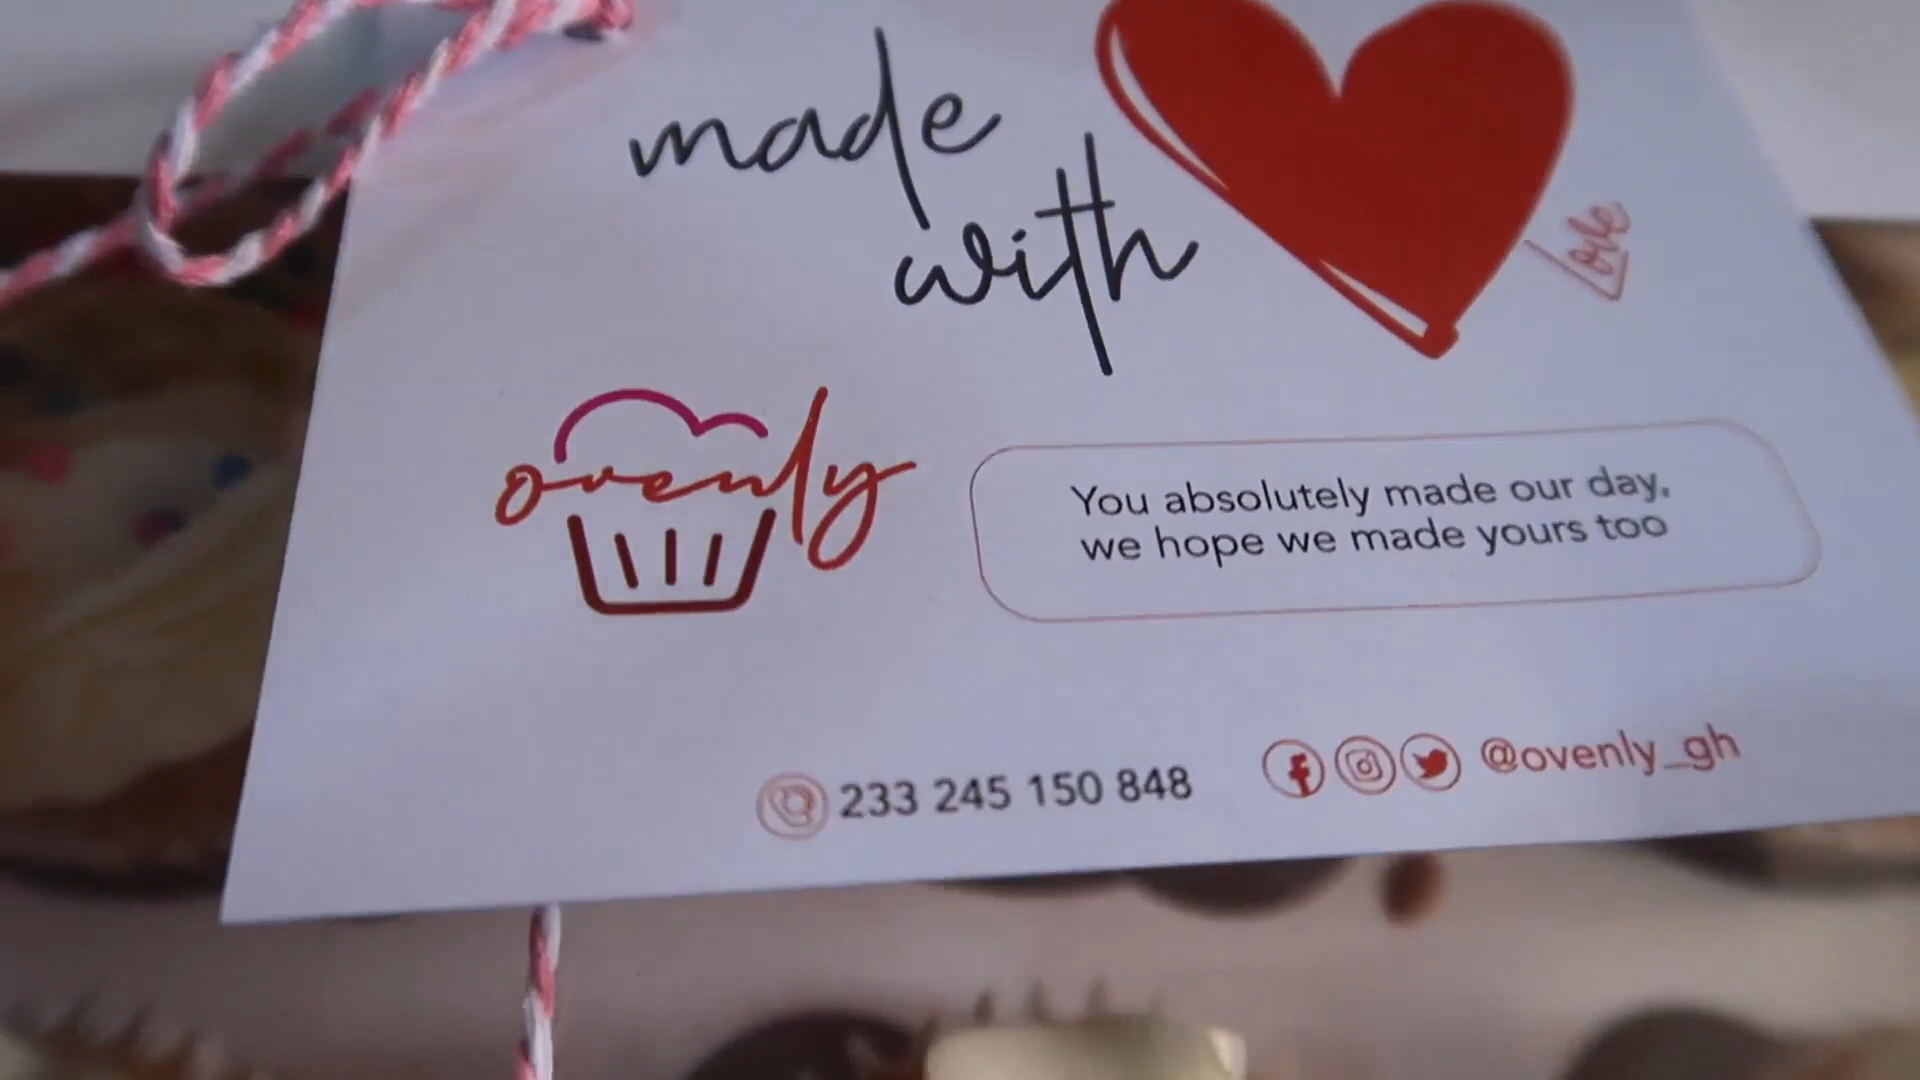 made
with
Love
ovenly
You absolutely made our day,
we hope we made yours too
233 245 150 848
@ovenly_gh